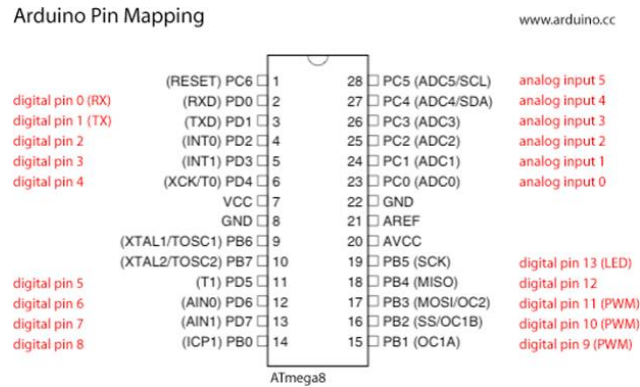 Arduino Pin Mapping www.arduino.cc
(RESET) PC6 1 28 PC5 (ADC5/SCL) analog input 5
digital pin 0 (RX) (RXD) PD0 2 27 PC4 (ADC4/SDA) analog input 4
digital pin 1 (TX) (TXD) PD1 3 26 PC3 (ADC3) analog input 3
digital pin 2 (INT0) PD2 4 25 PC2 (ADC2) analog input 2
digital pin 3 (INT1) PD3 5 24 PC1 (ADC1) analog input 1
digital pin 4 (XCK/T0) PD4 6 23 PC0 (ADC0) analog input 0
VCC 7 22 GND
GND 8 21 AREF
(XTAL1/TOSC1) PB6 9 20 AVCC
(XTAL2/TOSC2) PB7 10 19 PB5 (SCK) digital pin 13 (LED)
digital pin 5 (T1) PD5 11 18 PB4 (MISO) digital pin 12
digital pin 6 (AIN0) PD6 12 17 PB3 (MOSI/OC2) digital pin 11 (PWM)
digital pin 7 (AIN1) PD7 13 16 PB2 (SS/OC1B) digital pin 10 (PWM)
digital pin 8 (ICP1) PB0 14 15 PB1 (OC1A) digital pin 9 (PWM)
ATmega8